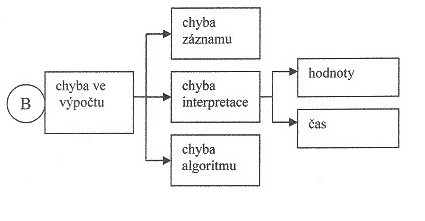 B
chyba ve
výpočtu
chyba
záznamu
chyba
interpretace
chyba
algoritmu
hodnoty
čas